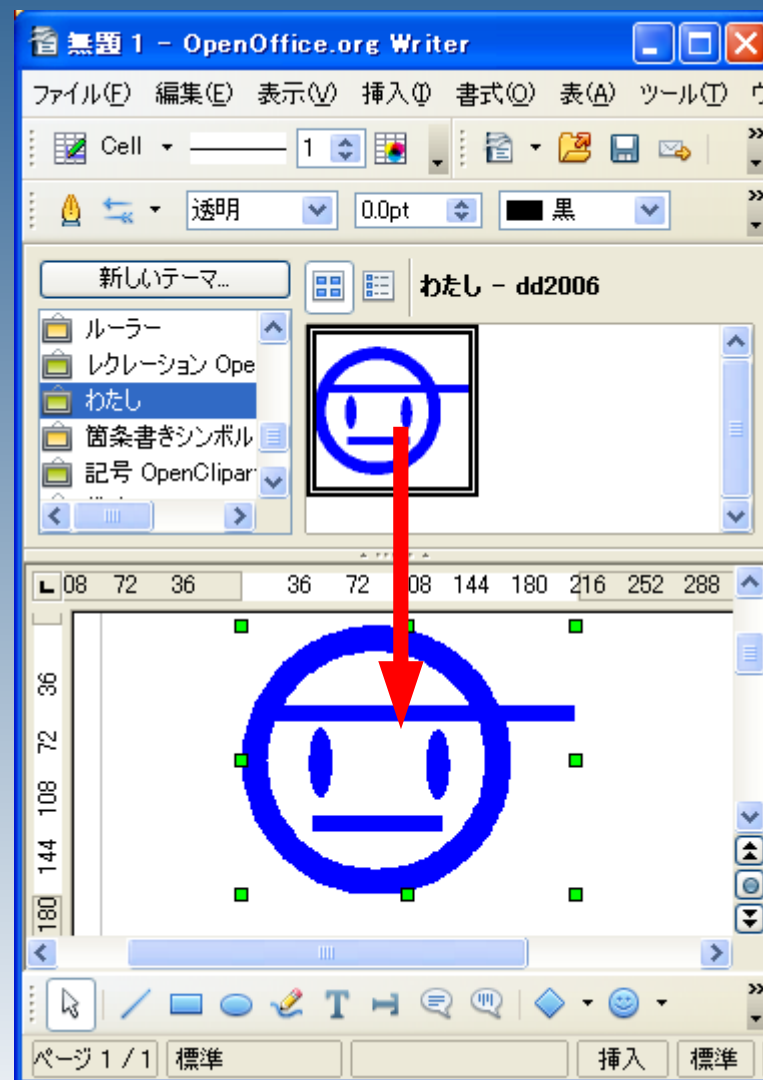 無題 1 - OpenOffice.org Writer
ファイル(F) 編集(E) 表示(V) 挿入(I) 書式(O) 表(A) ツール(T) ウ
Cell 1
透明 0.0pt 黒
新しいテーマ... わたし - dd2006
ルーラー
レクレーション Ope
わたし
箇条書きシンボル
記号 OpenClipar
08 72 36 36 72 108 144 180 216 252 288
36
72
108
144
180
ページ 1 / 1 標準 挿入 標準